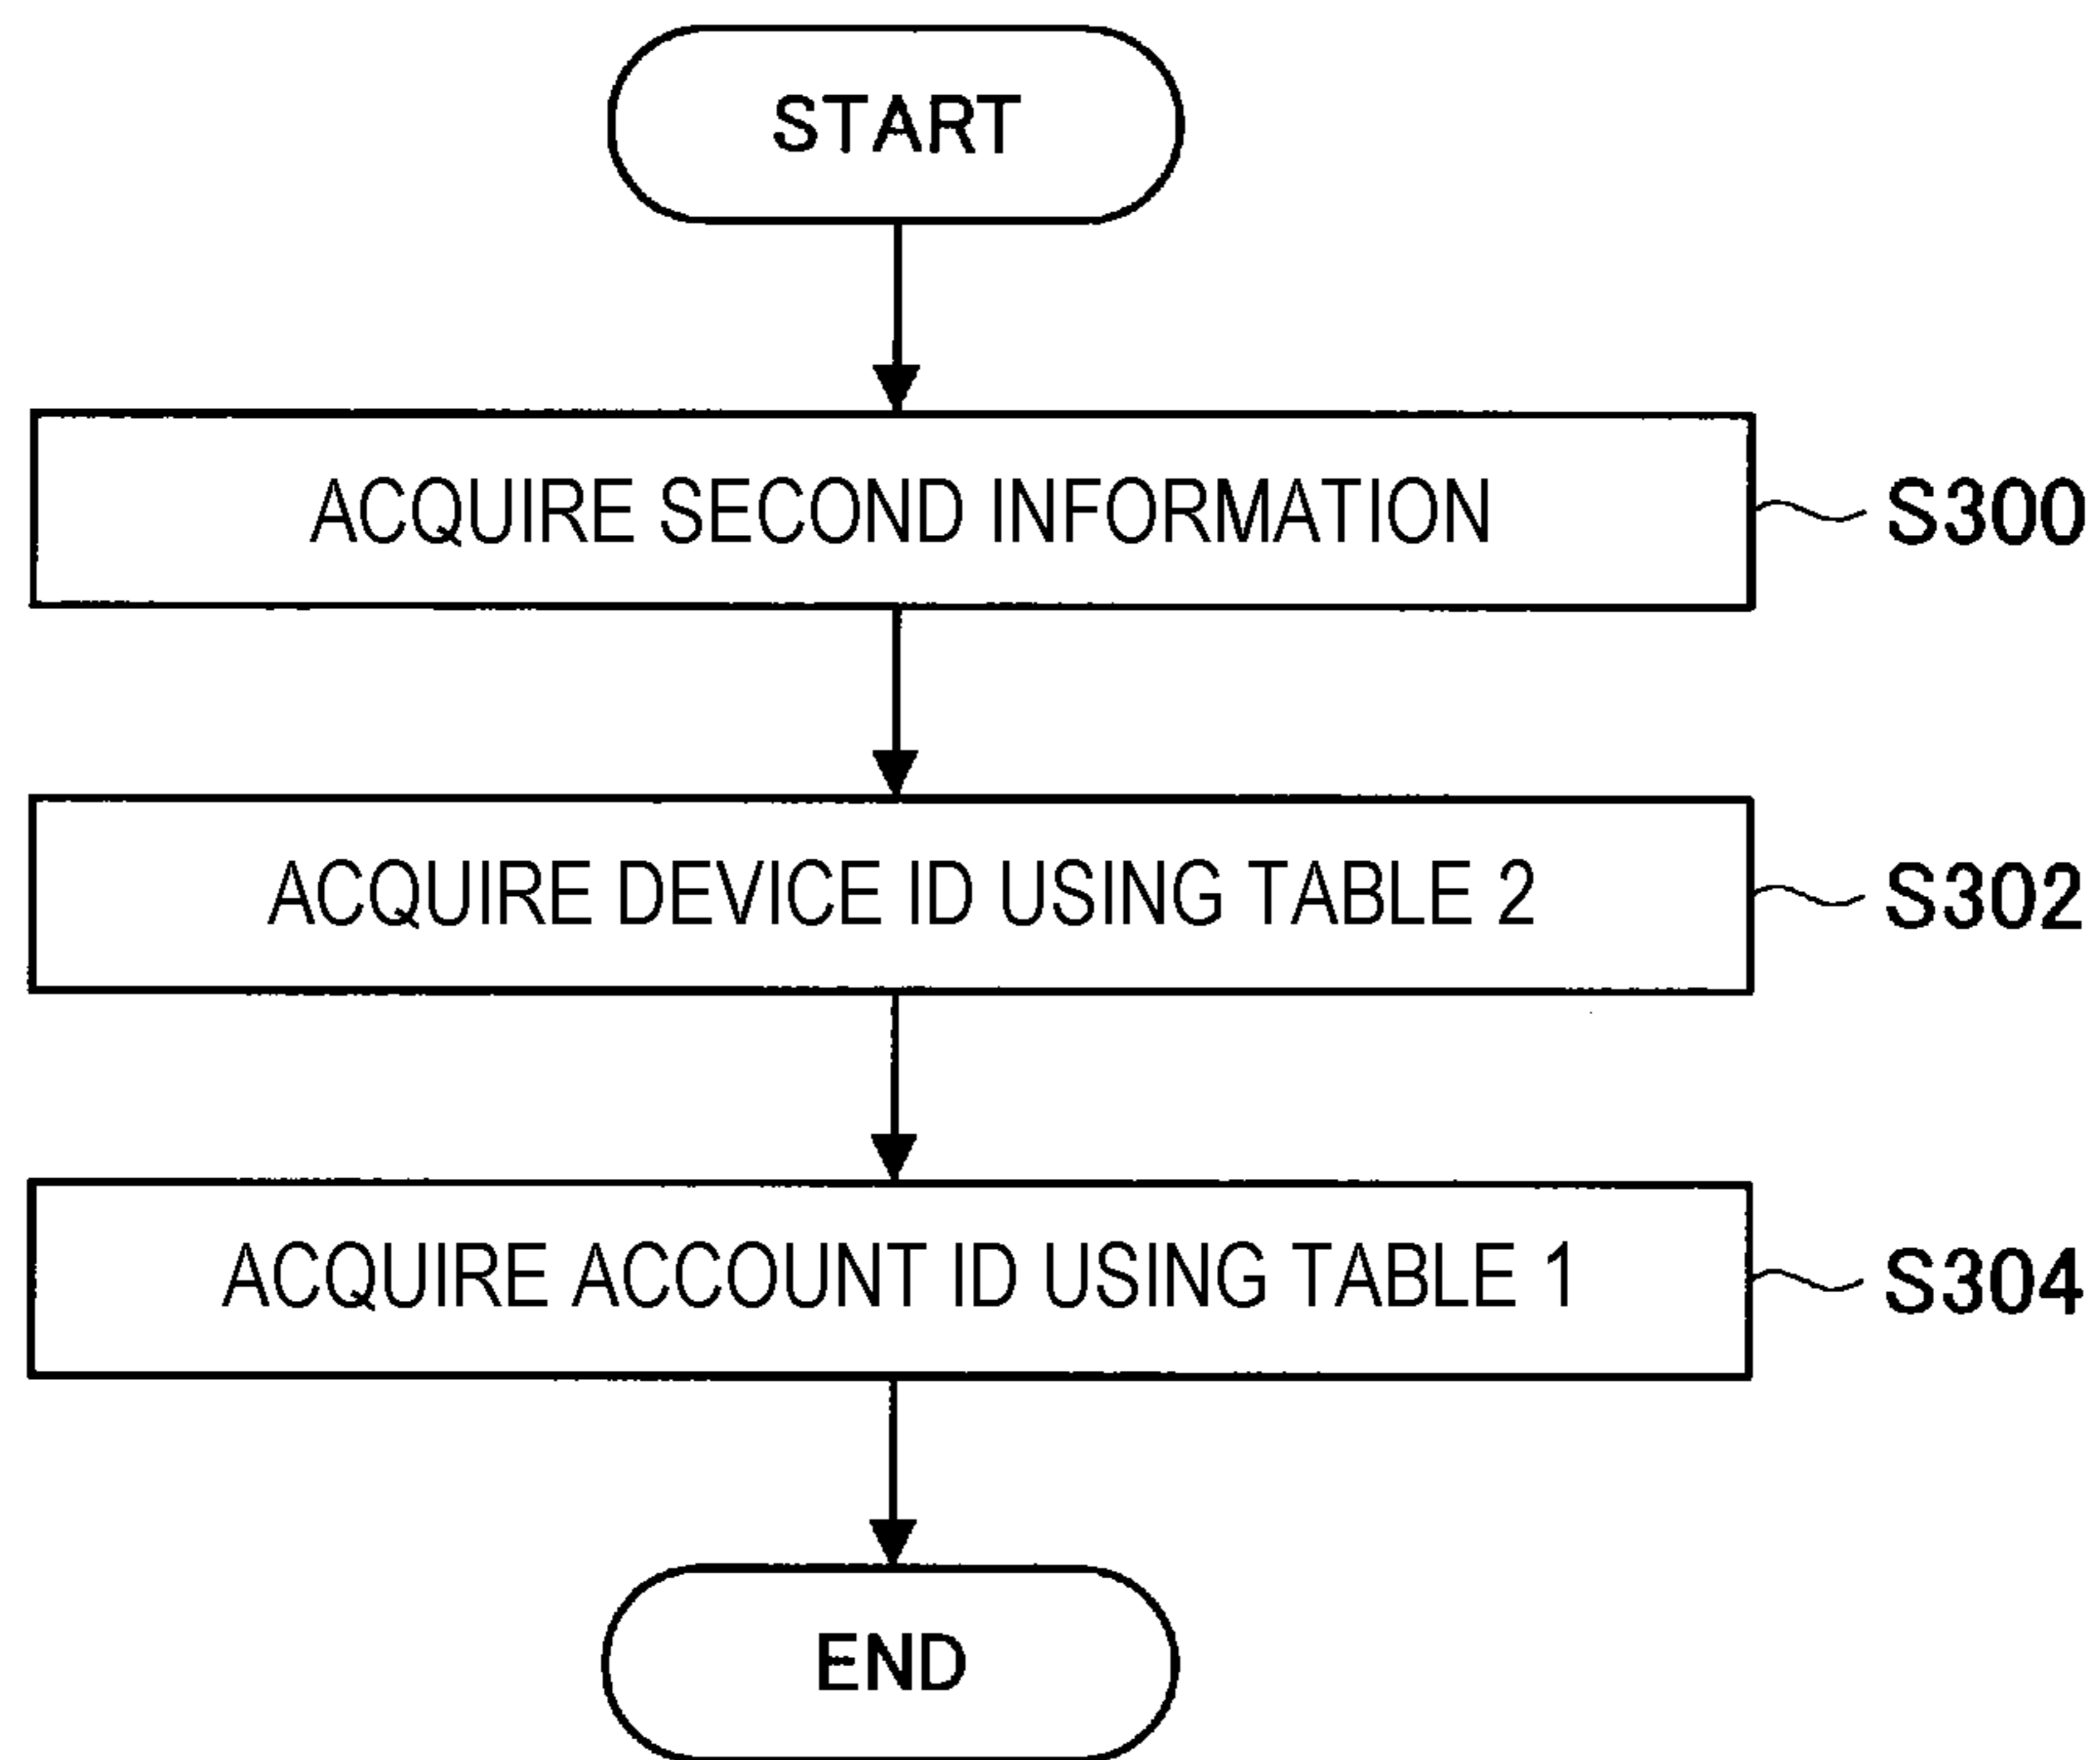 START
ACQUIRE SECOND INFORMATION S300
ACQUIRE DEVICE ID USING TABLE 2 S302
ACQUIRE ACCOUNT ID USING TABLE 1 S304
END